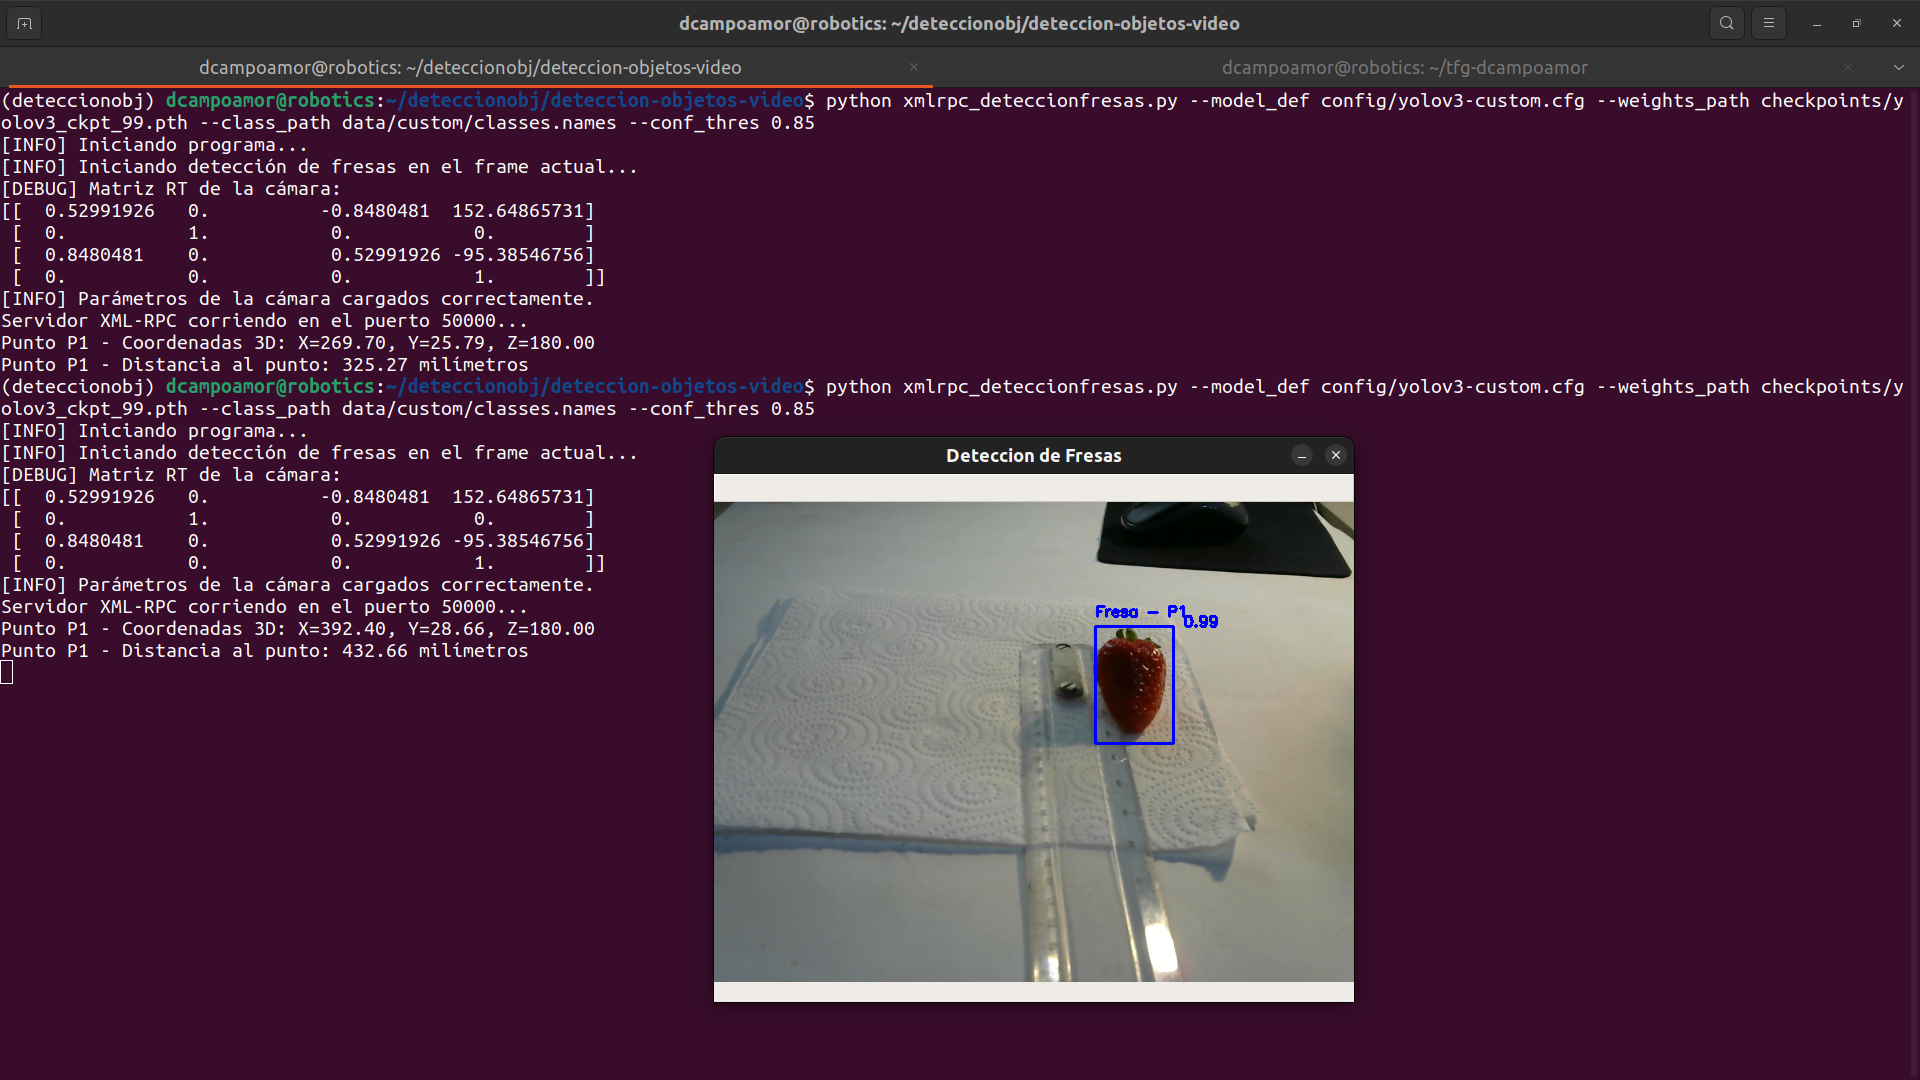 dcampoamor@robotics: ~/deteccionobj/deteccion-objetos-video
dcampoamor@robotics: ~/deteccionobj/deteccion-objetos-video
dcampoamor@robotics: ~/tfg-dcampoamor
(deteccionobj) dcampoamor@robotics:~/deteccionobj/deteccion-objetos-video$ python xmlrpc_deteccionfresas.py --model_def config/yolov3-custom.cfg --weights_path checkpoints/y
olov3_ckpt_99.pth --class_path data/custom/classes.names --conf_thres 0.85
[INFO] Iniciando programa...
[INFO] Iniciando detección de fresas en el frame actual...
[DEBUG] Matriz RT de la cámara:
[[  0.52991926   0.          -0.8480481  152.64865731]
 [  0.           1.           0.           0.        ]
 [  0.8480481    0.           0.52991926 -95.38546756]
 [  0.           0.           0.           1.        ]]
[INFO] Parámetros de la cámara cargados correctamente.
Servidor XML-RPC corriendo en el puerto 50000...
Punto P1 - Coordenadas 3D: X=269.70, Y=25.79, Z=180.00
Punto P1 - Distancia al punto: 325.27 milímetros
(deteccionobj) dcampoamor@robotics:~/deteccionobj/deteccion-objetos-video$ python xmlrpc_deteccionfresas.py --model_def config/yolov3-custom.cfg --weights_path checkpoints/y
olov3_ckpt_99.pth --class_path data/custom/classes.names --conf_thres 0.85
[INFO] Iniciando programa...
[INFO] Iniciando detección de fresas en el frame actual...
[DEBUG] Matriz RT de la cámara:
[[  0.52991926   0.          -0.8480481  152.64865731]
 [  0.           1.           0.           0.        ]
 [  0.8480481    0.           0.52991926 -95.38546756]
 [  0.           0.           0.           1.        ]]
[INFO] Parámetros de la cámara cargados correctamente.
Servidor XML-RPC corriendo en el puerto 50000...
Punto P1 - Coordenadas 3D: X=392.40, Y=28.66, Z=180.00
Punto P1 - Distancia al punto: 432.66 milímetros
Deteccion de Fresas
Fresa - P1
0.99